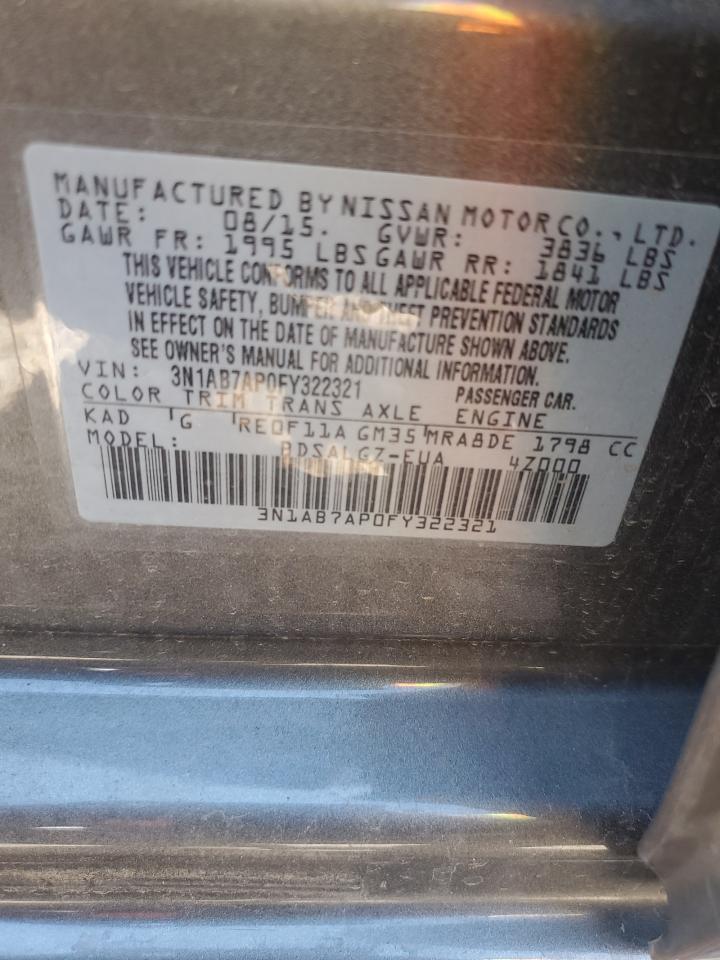 MANUFACTURED BY NISSAN MOTOR CO., LTD.
DATE: 08/15. GVWR: 3836 LBS
GAWR FR: 1995 LBS GAWR RR: 1841 LBS
THIS VEHICLE CONFORMS TO ALL APPLICABLE FEDERAL MOTOR
VEHICLE SAFETY, BUMPER AND THEFT PREVENTION STANDARDS
IN EFFECT ON THE DATE OF MANUFACTURE SHOWN ABOVE.
SEE OWNER'S MANUAL FOR ADDITIONAL INFORMATION.
VIN: 3N1AB7AP0FY322321 PASSENGER CAR.
COLOR TRIM TRANS AXLE ENGINE
KAD G RE0F11A GM35 MRA8DE 1798 CC
MODEL: BDSALGZ-EUA 4Z000
3N1AB7AP0FY322321